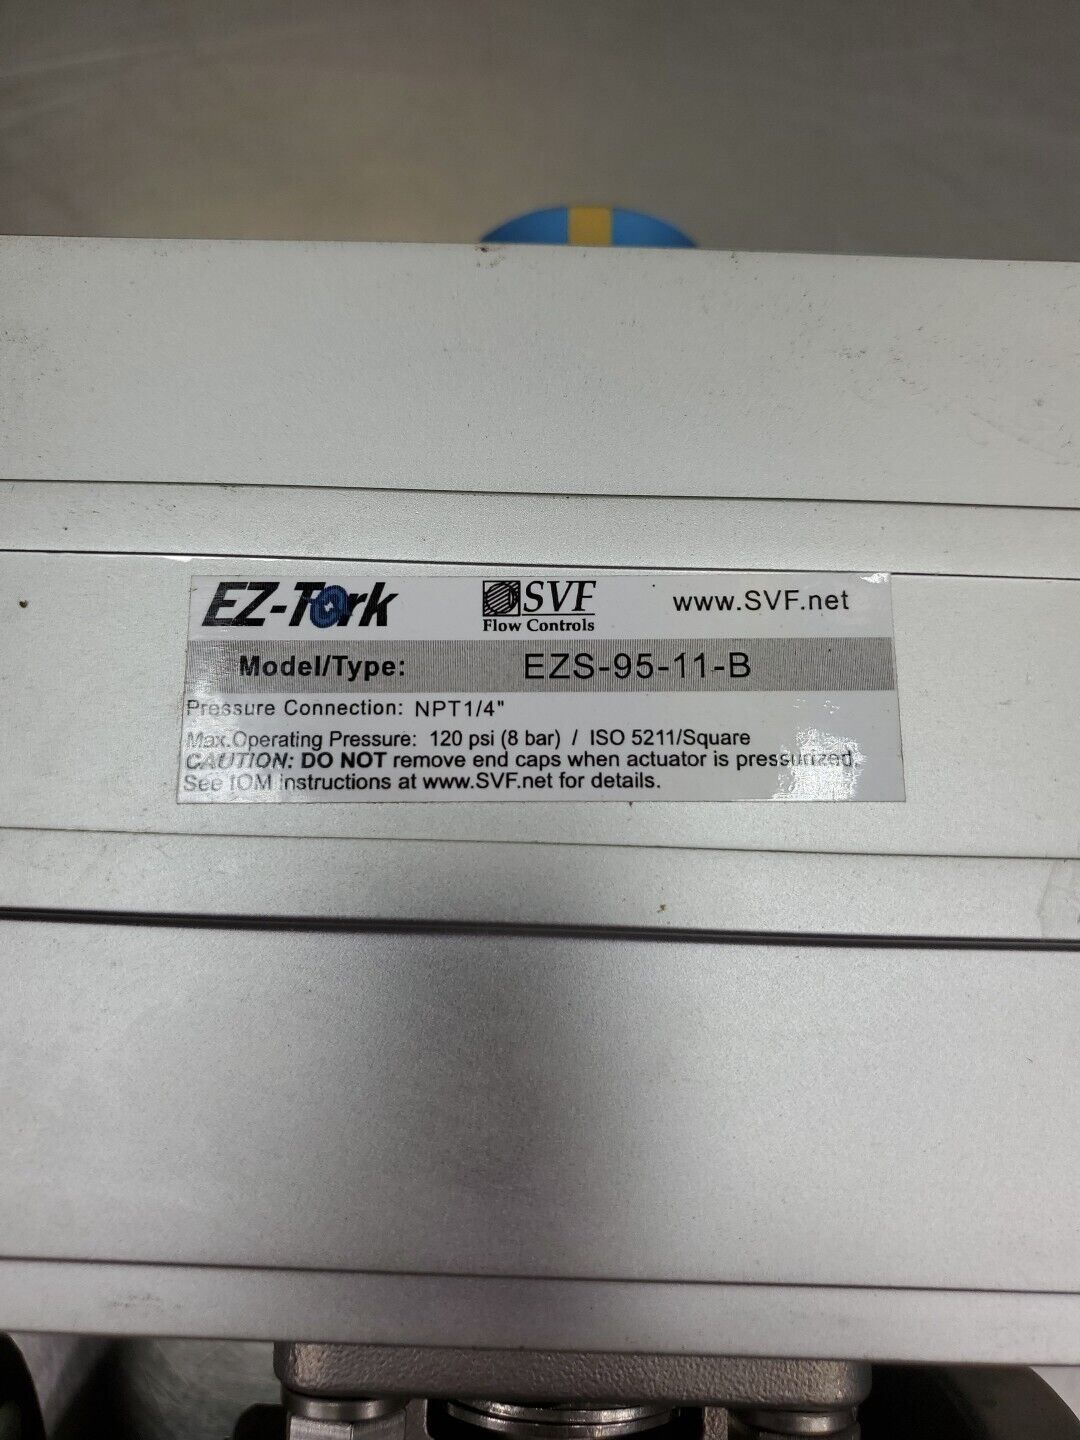 EZ-Tork SVF www.SVF.net
Flow Controls
Model/Type: EZS-95-11-B
Pressure Connection: NPT1/4"
Max.Operating Pressure: 120 psi (8 bar) / ISO 5211/Square
CAUTION: DO NOT remove end caps when actuator is pressurized.
See IOM instructions at www.SVF.net for details.